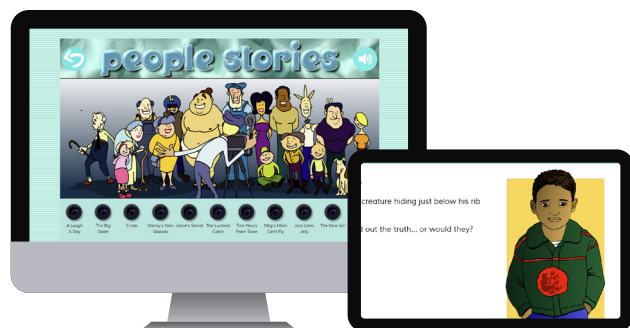 people stories
A Laugh
A Day
The Big
Sister
Crash
Danny's New
Glasses
Jamie's Secret
The Luckiest
Catch
Two Hours
From Town
Meg's Mum
Can't Fly
Jack Likes
Jelly
The New Girl
creature hiding just below his rib
out the truth... or would they?